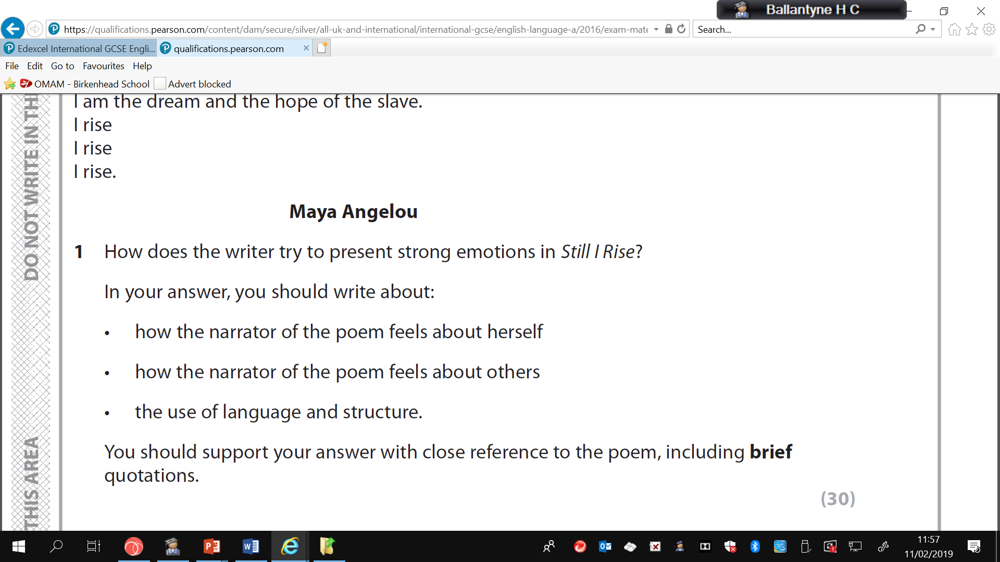 Ballantyne H C
https://qualifications.pearson.com/content/dam/secure/silver/all-uk-and-international/international-gcse/english-language-a/2016/exam-mate
Search...
Edexcel International GCSE Engli...
qualifications.pearson.com
File Edit Go to Favourites Help
OMAM - Birkenhead School
Advert blocked
I am the dream and the hope of the slave.
I rise
I rise
I rise.
Maya Angelou
1 How does the writer try to present strong emotions in Still I Rise?
In your answer, you should write about:
• how the narrator of the poem feels about herself
• how the narrator of the poem feels about others
• the use of language and structure.
You should support your answer with close reference to the poem, including brief
quotations.
(30)
DO NOT WRITE IN TH
THIS AREA
11:57
11/02/2019